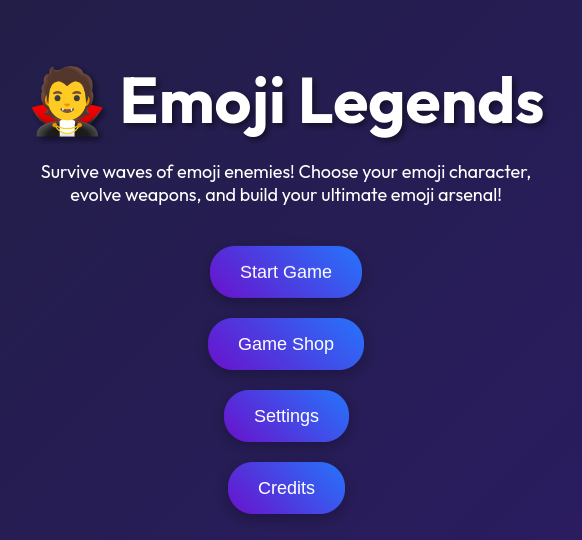 🧛 Emoji Legends
Survive waves of emoji enemies! Choose your emoji character,
evolve weapons, and build your ultimate emoji arsenal!
Start Game
Game Shop
Settings
Credits